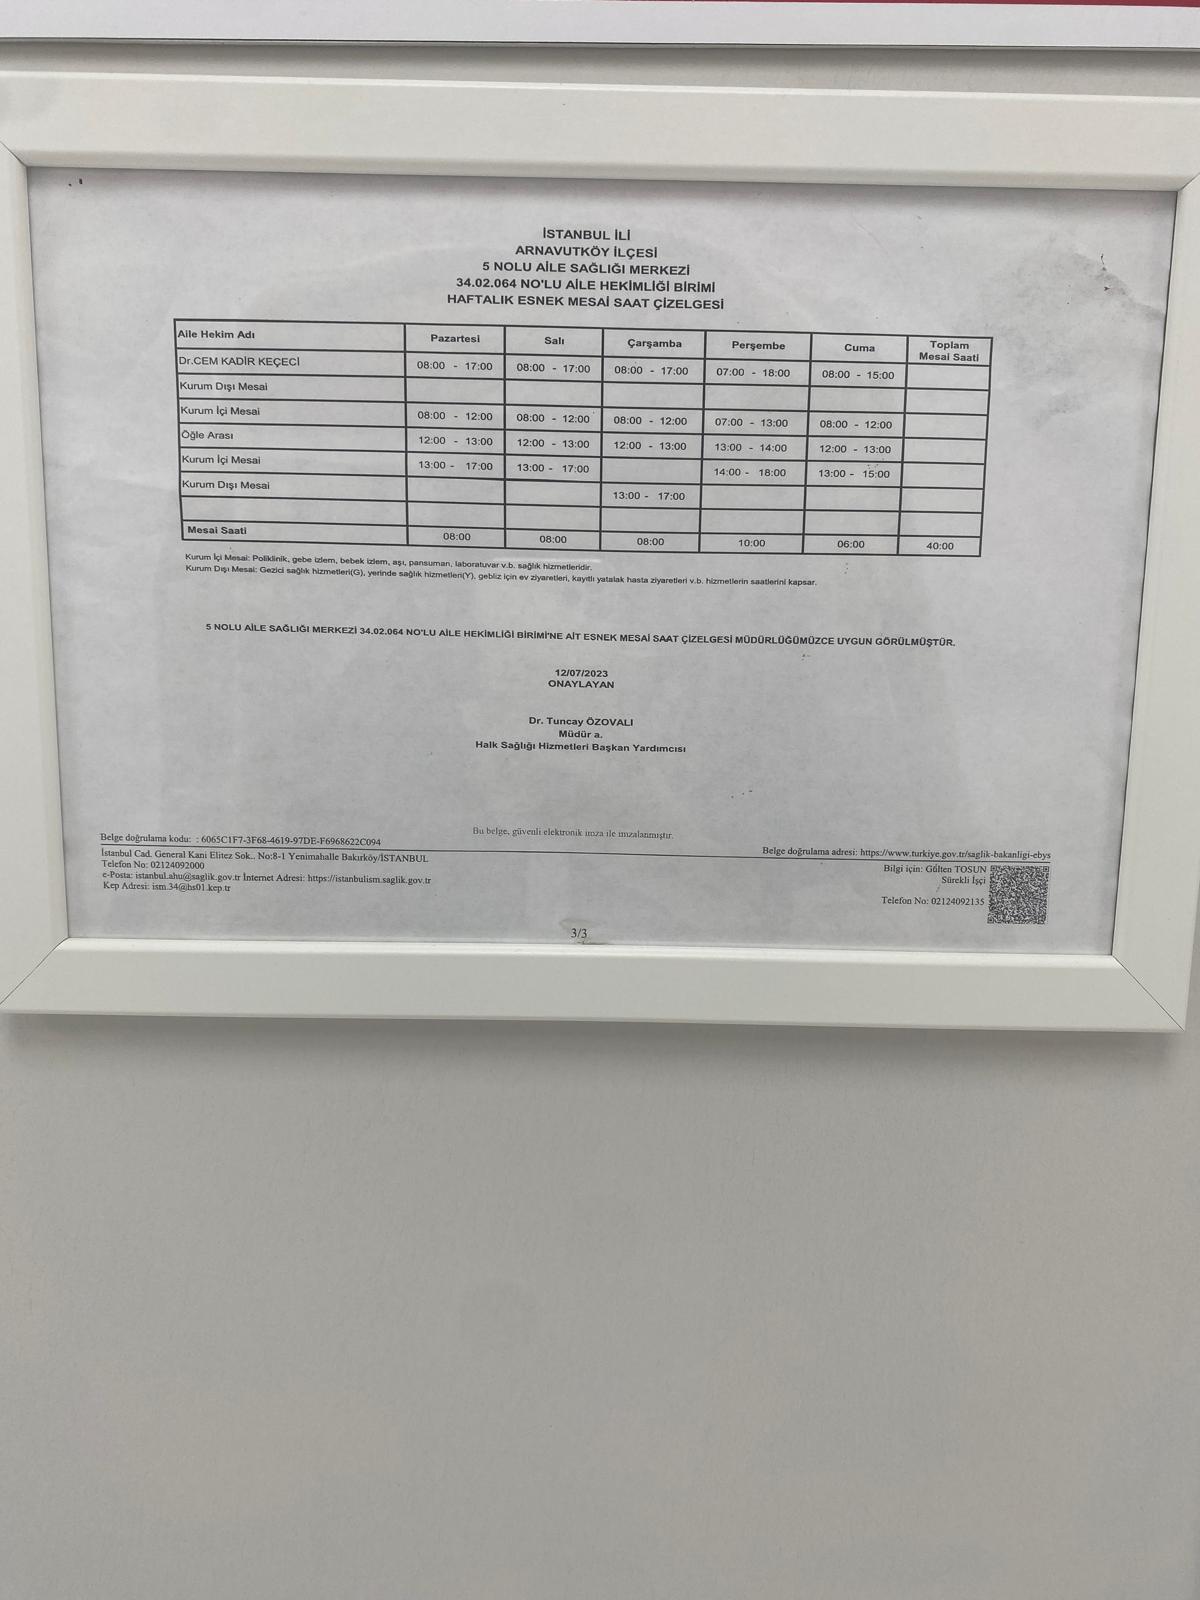 İSTANBUL İLİ
ARNAVUTKÖY İLÇESİ
5 NOLU AİLE SAĞLIĞI MERKEZİ
34.02.064 NO'LU AİLE HEKİMLİĞİ BİRİMİ
HAFTALIK ESNEK MESAİ SAAT ÇİZELGESİ
Aile Hekim Adı Pazartesi Salı Çarşamba Perşembe Cuma Toplam Mesai Saati
Dr.CEM KADİR KEÇECİ 08:00 - 17:00 08:00 - 17:00 08:00 - 17:00 07:00 - 18:00 08:00 - 15:00
Kurum Dışı Mesai
Kurum İçi Mesai 08:00 - 12:00 08:00 - 12:00 08:00 - 12:00 07:00 - 13:00 08:00 - 12:00
Öğle Arası 12:00 - 13:00 12:00 - 13:00 12:00 - 13:00 13:00 - 14:00 12:00 - 13:00
Kurum İçi Mesai 13:00 - 17:00 13:00 - 17:00 14:00 - 18:00 13:00 - 15:00
Kurum Dışı Mesai 13:00 - 17:00
Mesai Saati 08:00 08:00 08:00 10:00 06:00 40:00
Kurum İçi Mesai: Poliklinik, gebe izlem, bebek izlem, aşı, pansuman, laboratuvar v.b. sağlık hizmetleridir.
Kurum Dışı Mesai: Gezici sağlık hizmetleri(G), yerinde sağlık hizmetleri(Y), gebliz için ev ziyaretleri, kayıtlı yatalak hasta ziyaretleri v.b. hizmetlerin saatlerini kapsar.
5 NOLU AİLE SAĞLIĞI MERKEZİ 34.02.064 NO'LU AİLE HEKİMLİĞİ BİRİMİ'NE AİT ESNEK MESAİ SAAT ÇİZELGESİ MÜDÜRLÜĞÜMÜZCE UYGUN GÖRÜLMÜŞTÜR.
12/07/2023
ONAYLAYAN
Dr. Tuncay ÖZOVALI
Müdür a.
Halk Sağlığı Hizmetleri Başkan Yardımcısı
Bu belge, güvenli elektronik imza ile imzalanmıştır.
Belge doğrulama kodu: : 6065C1F7-3F68-4619-97DE-F6968622C094
Belge doğrulama adresi: https://www.turkiye.gov.tr/saglik-bakanligi-ebys
İstanbul Cad. General Kani Elitez Sok.. No:8-1 Yenimahalle Bakırköy/İSTANBUL
Telefon No: 02124092000
e-Posta: istanbul.ahu@saglik.gov.tr İnternet Adresi: https://istanbulism.saglik.gov.tr
Kep Adresi: ism.34@hs01.kep.tr
Bilgi için: Gülten TOSUN
Sürekli İşçi
Telefon No: 02124092135
3/3